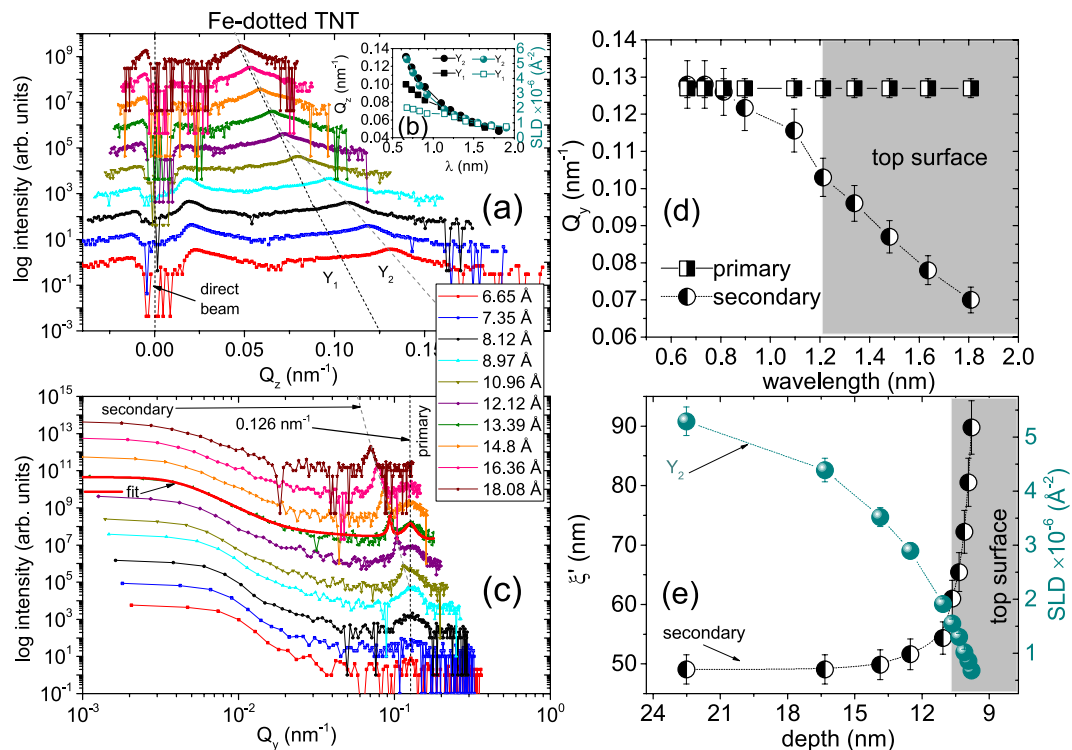 Fe-dotted TNT
log intensity (arb. units)
10⁹
10⁷
10⁵
10³
10¹
10⁻¹
10⁻³
0.00
0.05
0.10
0.15
Q_z (nm⁻¹)
(a)
direct
beam
Y₁
Y₂
Q_z (nm⁻¹)
0.14
0.12
0.10
0.08
0.06
0.04
0.5
1.0
1.5
2.0
λ (nm)
Y₂ Y₂
Y₁ Y₁
(b)
6
5
4
3
2
1
0
SLD ×10⁻⁶ (Å⁻²)
6.65 Å
7.35 Å
8.12 Å
8.97 Å
10.96 Å
12.12 Å
13.39 Å
14.8 Å
16.36 Å
18.08 Å
log intensity (arb. units)
10¹⁵
10¹³
10¹¹
10⁹
10⁷
10⁵
10³
10¹
10⁻¹
10⁻³
10⁻²
10⁻¹
10⁰
Q_y (nm⁻¹)
secondary
0.126 nm⁻¹
primary
fit
(c)
Q_y (nm⁻¹)
0.14
0.13
0.12
0.11
0.10
0.09
0.08
0.07
0.06
0.6
0.8
1.0
1.2
1.4
1.6
1.8
2.0
wavelength (nm)
top surface
(d)
primary
secondary
ξ' (nm)
90
80
70
60
50
24
21
18
15
12
9
depth (nm)
Y₂
(e)
secondary
top surface
5
4
3
2
1
SLD ×10⁻⁶ (Å⁻²)